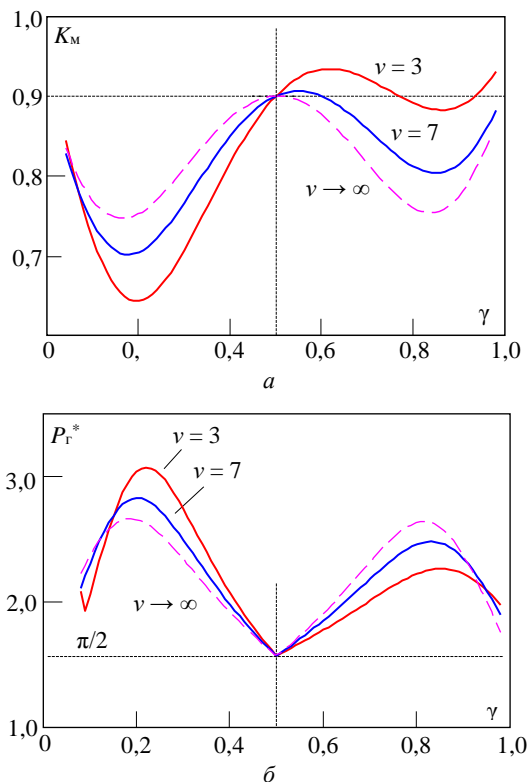 1,0
Kм
ν = 3
0,9
ν = 7
0,8
ν → ∞
0,7
γ
0 0, 0,4 0,6 0,8 1,0
а
Pг*
ν = 3
3,0
ν = 7
2,0
ν → ∞
π/2
1,0
γ
0 0,2 0,4 0,6 0,8 1,0
б